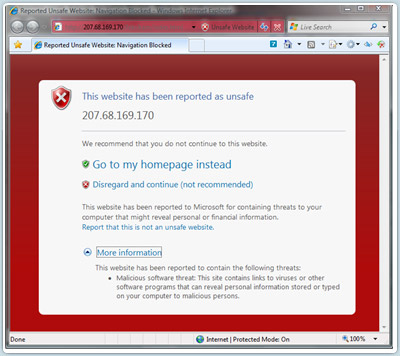 Reported Unsafe Website: Navigation Blocked - Windows Internet Explorer
207.68.169.170
Unsafe Website
Live Search
Reported Unsafe Website: Navigation Blocked
This website has been reported as unsafe
207.68.169.170
We recommend that you do not continue to this website.
Go to my homepage instead
Disregard and continue (not recommended)
This website has been reported to Microsoft for containing threats to your
computer that might reveal personal or financial information.
Report that this is not an unsafe website.
More information
This website has been reported to contain the following threats:
• Malicious software threat: This site contains links to viruses or other
software programs that can reveal personal information stored or typed
on your computer to malicious persons.
Done
Internet | Protected Mode: On
100%